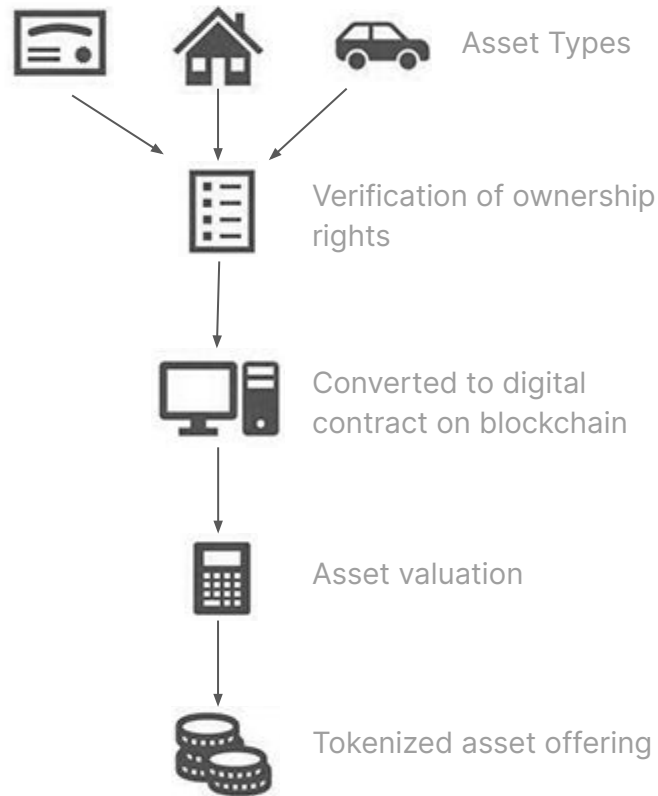 Asset Types
Verification of ownership
rights
Converted to digital
contract on blockchain
Asset valuation
Tokenized asset offering